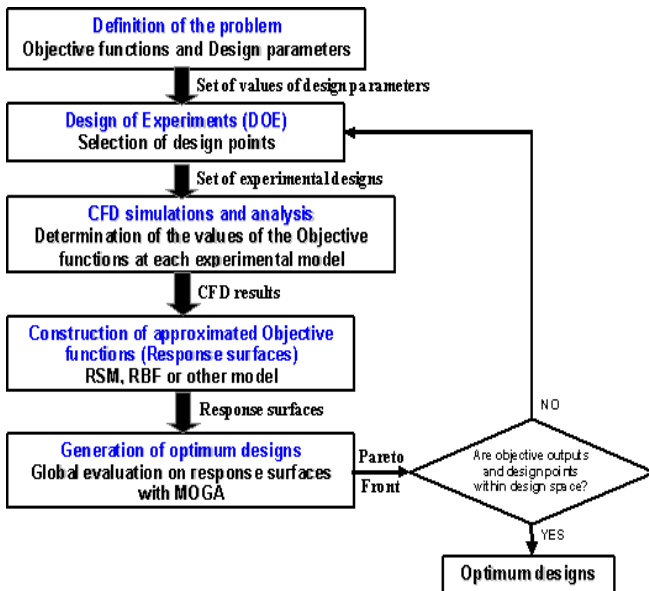 Definition of the problem
Objective functions and Design parameters
Set of values of design parameters
Design of Experiments (DOE)
Selection of design points
Set of experimental designs
CFD simulations and analysis
Determination of the values of the Objective
functions at each experimental model
CFD results
Construction of approximated Objective
functions (Response surfaces)
RSM, RBF or other model
Response surfaces
Generation of optimum designs
Global evaluation on response surfaces
with MOGA
Pareto
Front
Are objective outputs
and design points
within design space?
NO
YES
Optimum designs